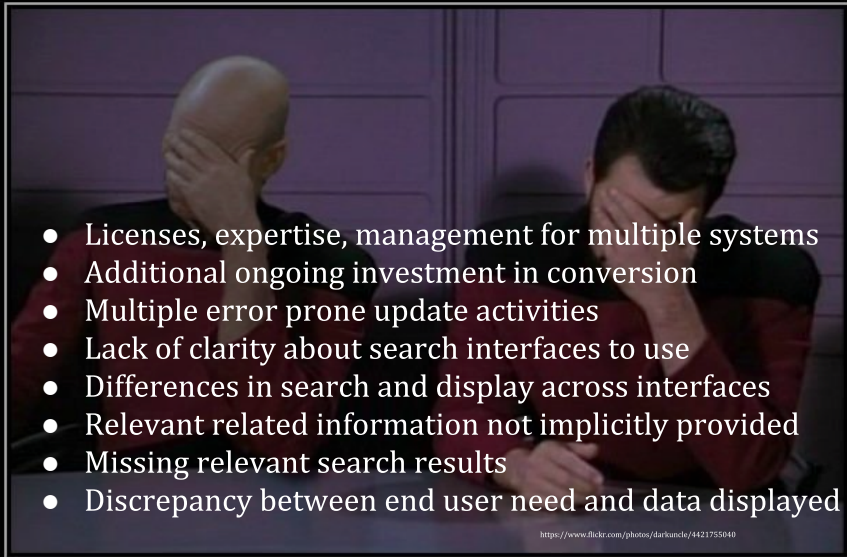 ● Licenses, expertise, management for multiple systems
● Additional ongoing investment in conversion
● Multiple error prone update activities
● Lack of clarity about search interfaces to use
● Differences in search and display across interfaces
● Relevant related information not implicitly provided
● Missing relevant search results
● Discrepancy between end user need and data displayed
https://www.flickr.com/photos/darkuncle/4421755040